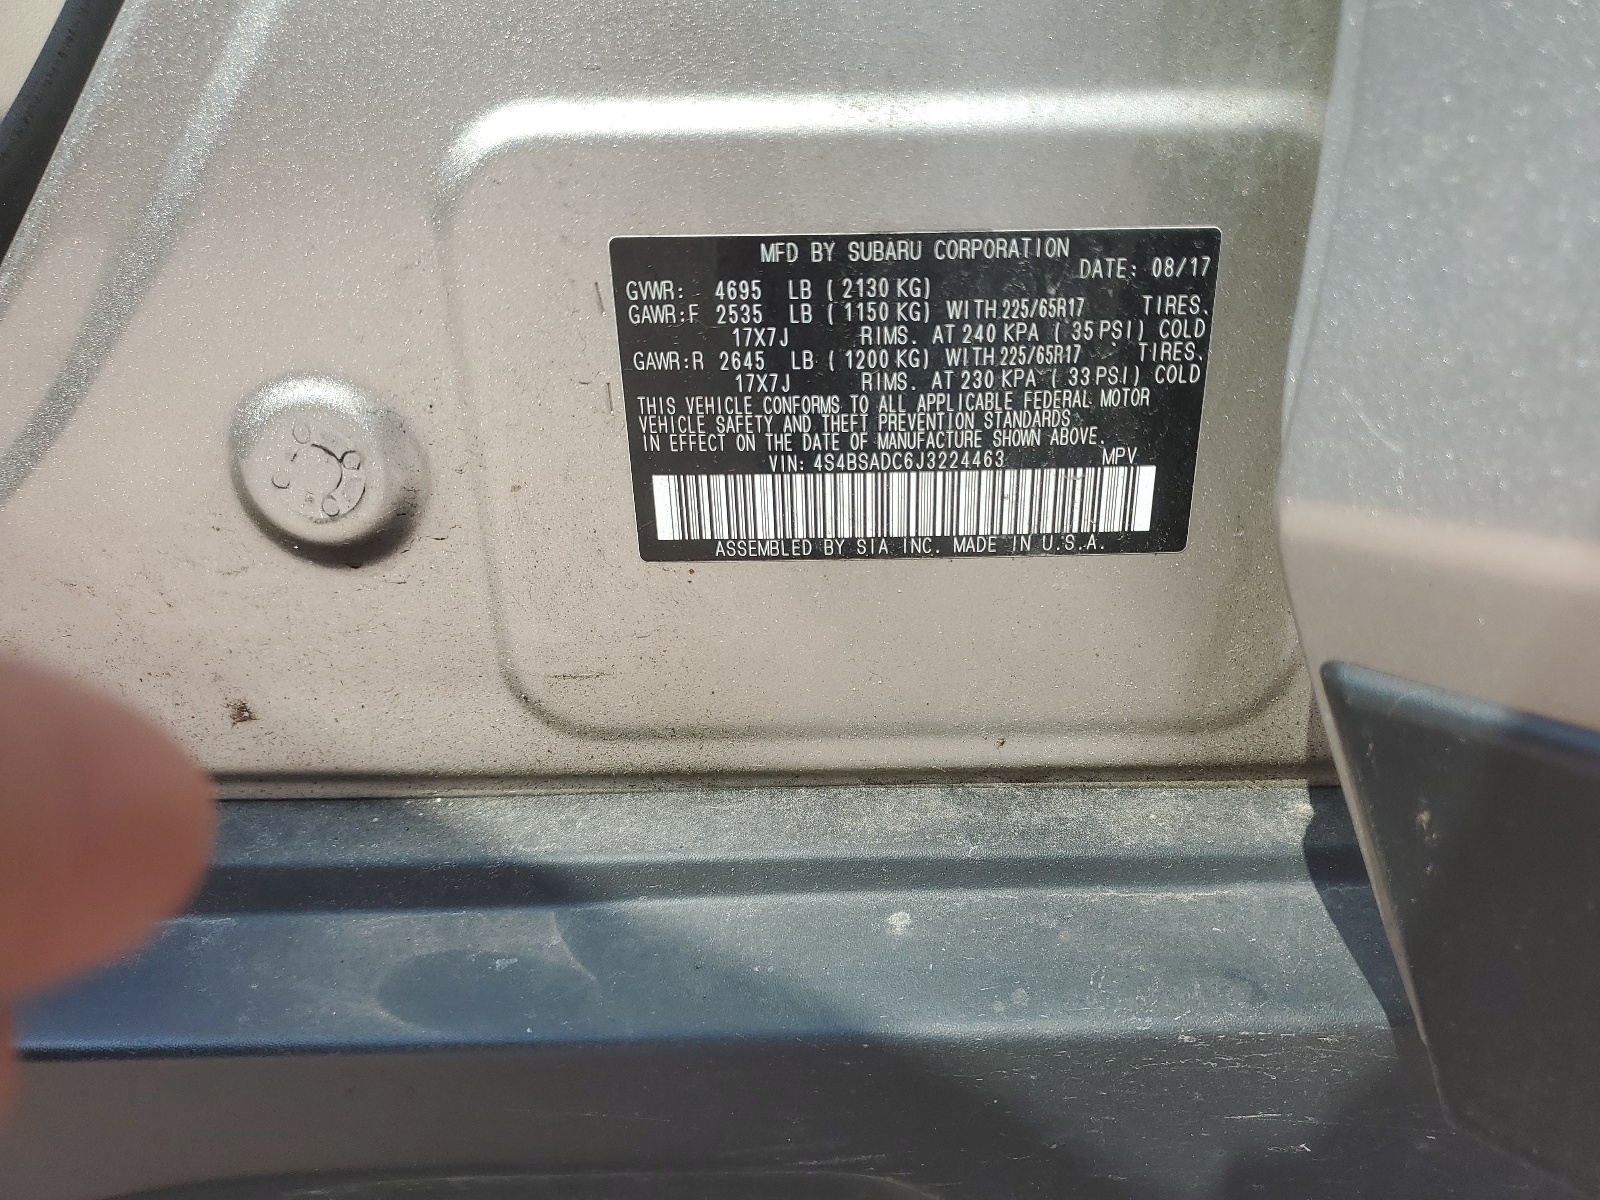 MFD BY SUBARU CORPORATION
DATE: 08/17
GVWR: 4695 LB ( 2130 KG)
GAWR:F 2535 LB ( 1150 KG) WITH 225/65R17 TIRES,
17X7J RIMS. AT 240 KPA ( 35 PSI) COLD
GAWR:R 2645 LB ( 1200 KG) WITH 225/65R17 TIRES.
17X7J RIMS. AT 230 KPA ( 33 PSI) COLD
THIS VEHICLE CONFORMS TO ALL APPLICABLE FEDERAL MOTOR
VEHICLE SAFETY AND THEFT PREVENTION STANDARDS
IN EFFECT ON THE DATE OF MANUFACTURE SHOWN ABOVE.
VIN: 4S4BSADC6J3224463 MPV
ASSEMBLED BY SIA INC. MADE IN U.S.A.